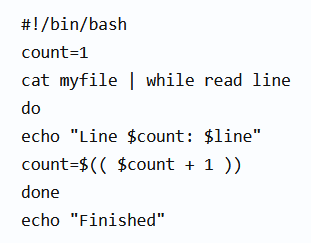 #!/bin/bash
count=1
cat myfile | while read line
do
echo "Line $count: $line"
count=$(( $count + 1 ))
done
echo "Finished"